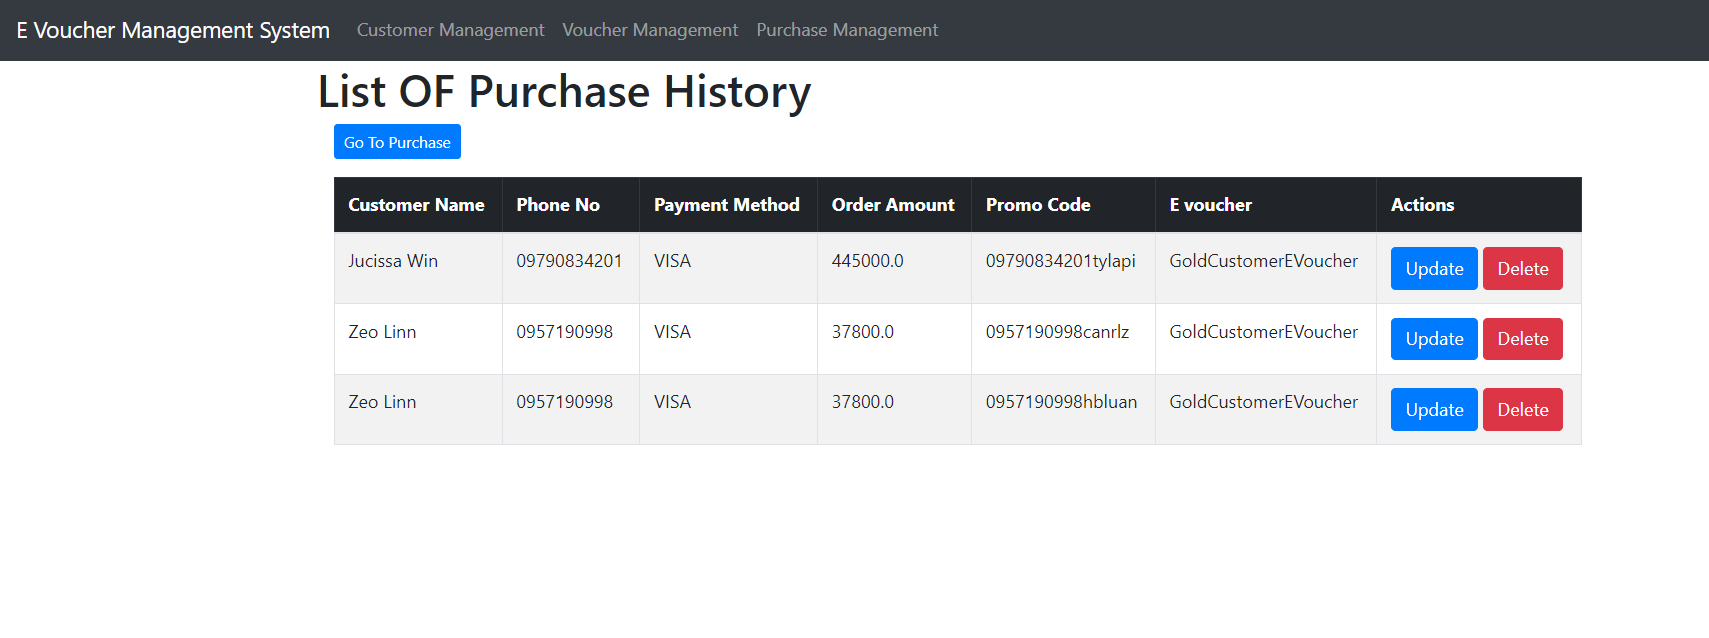 E Voucher Management System Customer Management Voucher Management Purchase Management
List OF Purchase History
Go To Purchase
Customer Name Phone No Payment Method Order Amount Promo Code E voucher Actions
Jucissa Win 09790834201 VISA 445000.0 09790834201tylapi GoldCustomerEVoucher Update Delete
Zeo Linn 0957190998 VISA 37800.0 0957190998canrlz GoldCustomerEVoucher Update Delete
Zeo Linn 0957190998 VISA 37800.0 0957190998hbluan GoldCustomerEVoucher Update Delete